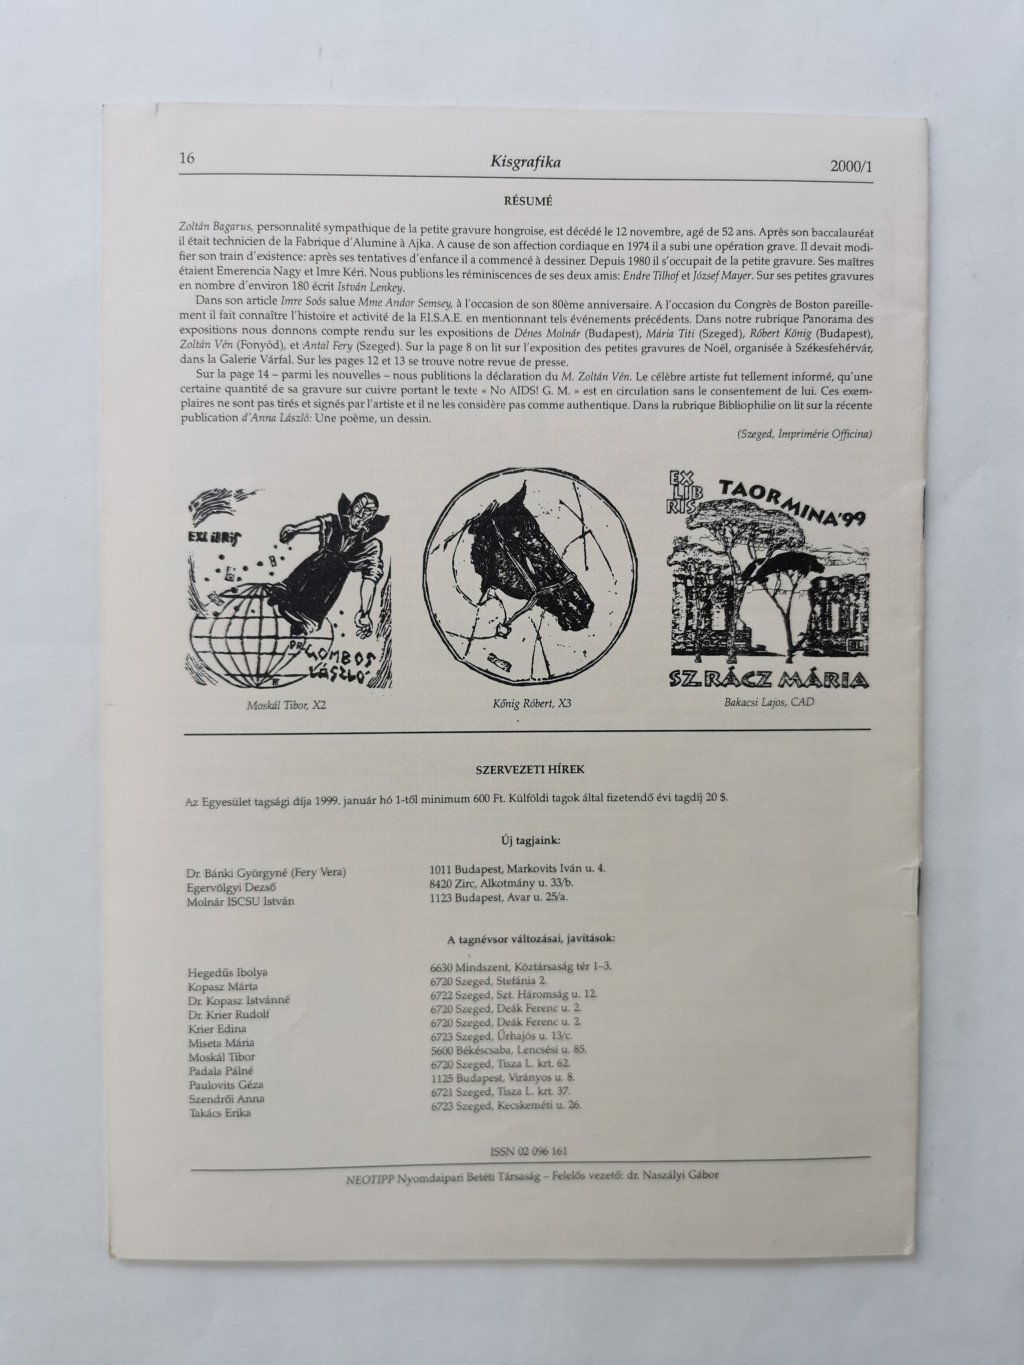 16
Kisgrafika
2000/1
RÉSUMÉ
Zoltán Bagarus, personnalité sympathique de la petite gravure hongroise, est décédé le 12 novembre, agé de 52 ans. Après son baccalauréat
il était technicien de la Fabrique d'Alumine à Ajka. A cause de son affection cordiaque en 1974 il a subi une opération grave. Il devait modi-
fier son train d'existence: après ses tentatives d'enfance il a commencé à dessiner. Depuis 1980 il s'occupait de la petite gravure. Ses maîtres
étaient Emerencia Nagy et Imre Kéri. Nous publions les réminiscences de ses deux amis: Endre Tilhof et József Mayer. Sur ses petites gravures
en nombre d'environ 180 écrit István Lenkey.
Dans son article Imre Soós salue Mme Andor Semsey, à l'occasion de son 80ème anniversaire. A l'occasion du Congrès de Boston pareille-
ment il fait connaître l'histoire et activité de la F.I.S.A.E. en mentionnant tels événements précédents. Dans notre rubrique Panorama des
expositions nous donnons compte rendu sur les expositions de Dénes Molnár (Budapest), Mária Titi (Szeged), Róbert König (Budapest),
Zoltán Vén (Fonyód), et Antal Fery (Szeged). Sur la page 8 on lit sur l'exposition des petites gravures de Noël, organisée à Székesfehérvár,
dans la Galerie Várfal. Sur les pages 12 et 13 se trouve notre revue de presse.
Sur la page 14 – parmi les nouvelles – nous publitions la déclaration du M. Zoltán Vén. Le célèbre artiste fut tellement informé, qu'une
certaine quantité de sa gravure sur cuivre portant le texte « No AIDS! G. M. » est en circulation sans le consentement de lui. Ces exem-
plaires ne sont pas tirés et signés par l'artiste et il ne les considère pas comme authentique. Dans la rubrique Bibliophilie on lit sur la récente
publication d'Anna László: Une poème, un dessin.
(Szeged, Imprimérie Officina)
EX LIBRIS
DR GOMBOS
LÁSZLÓ
EX
LIB
RIS
TAORMINA'99
SZ. RÁCZ MÁRIA
Moskál Tibor, X2
Kőnig Róbert, X3
Bakacsi Lajos, CAD
SZERVEZETI HÍREK
Az Egyesület tagsági díja 1999. január hó 1-től minimum 600 Ft. Külföldi tagok által fizetendő évi tagdíj 20 $.
Új tagjaink:
Dr. Bánki Györgyné (Fery Vera) 1011 Budapest, Markovits Iván u. 4.
Egervölgyi Dezső 8420 Zirc, Alkotmány u. 33/b.
Molnár ISCSU István 1123 Budapest, Avar u. 25/a.
A tagnévsor változásai, javítások:
Hegedűs Ibolya 6630 Mindszent, Köztársaság tér 1–3.
Kopasz Márta 6720 Szeged, Stefánia 2.
Dr. Kopasz Istvánné 6722 Szeged, Szt. Háromság u. 12.
Dr. Krier Rudolf 6720 Szeged, Deák Ferenc u. 2.
Krier Edina 6720 Szeged, Deák Ferenc u. 2.
Miseta Mária 6723 Szeged, Űrhajós u. 13/c.
Moskál Tibor 5600 Békéscsaba, Lencsési u. 85.
Padala Pálné 6720 Szeged, Tisza L. krt. 62.
Paulovits Géza 1125 Budapest, Virányos u. 8.
Szendrői Anna 6721 Szeged, Tisza L. krt. 37.
Takács Erika 6723 Szeged, Kecskeméti u. 26.
ISSN 02 096 161
NEOTIPP Nyomdaipari Betéti Társaság – Felelős vezető: dr. Naszályi Gábor